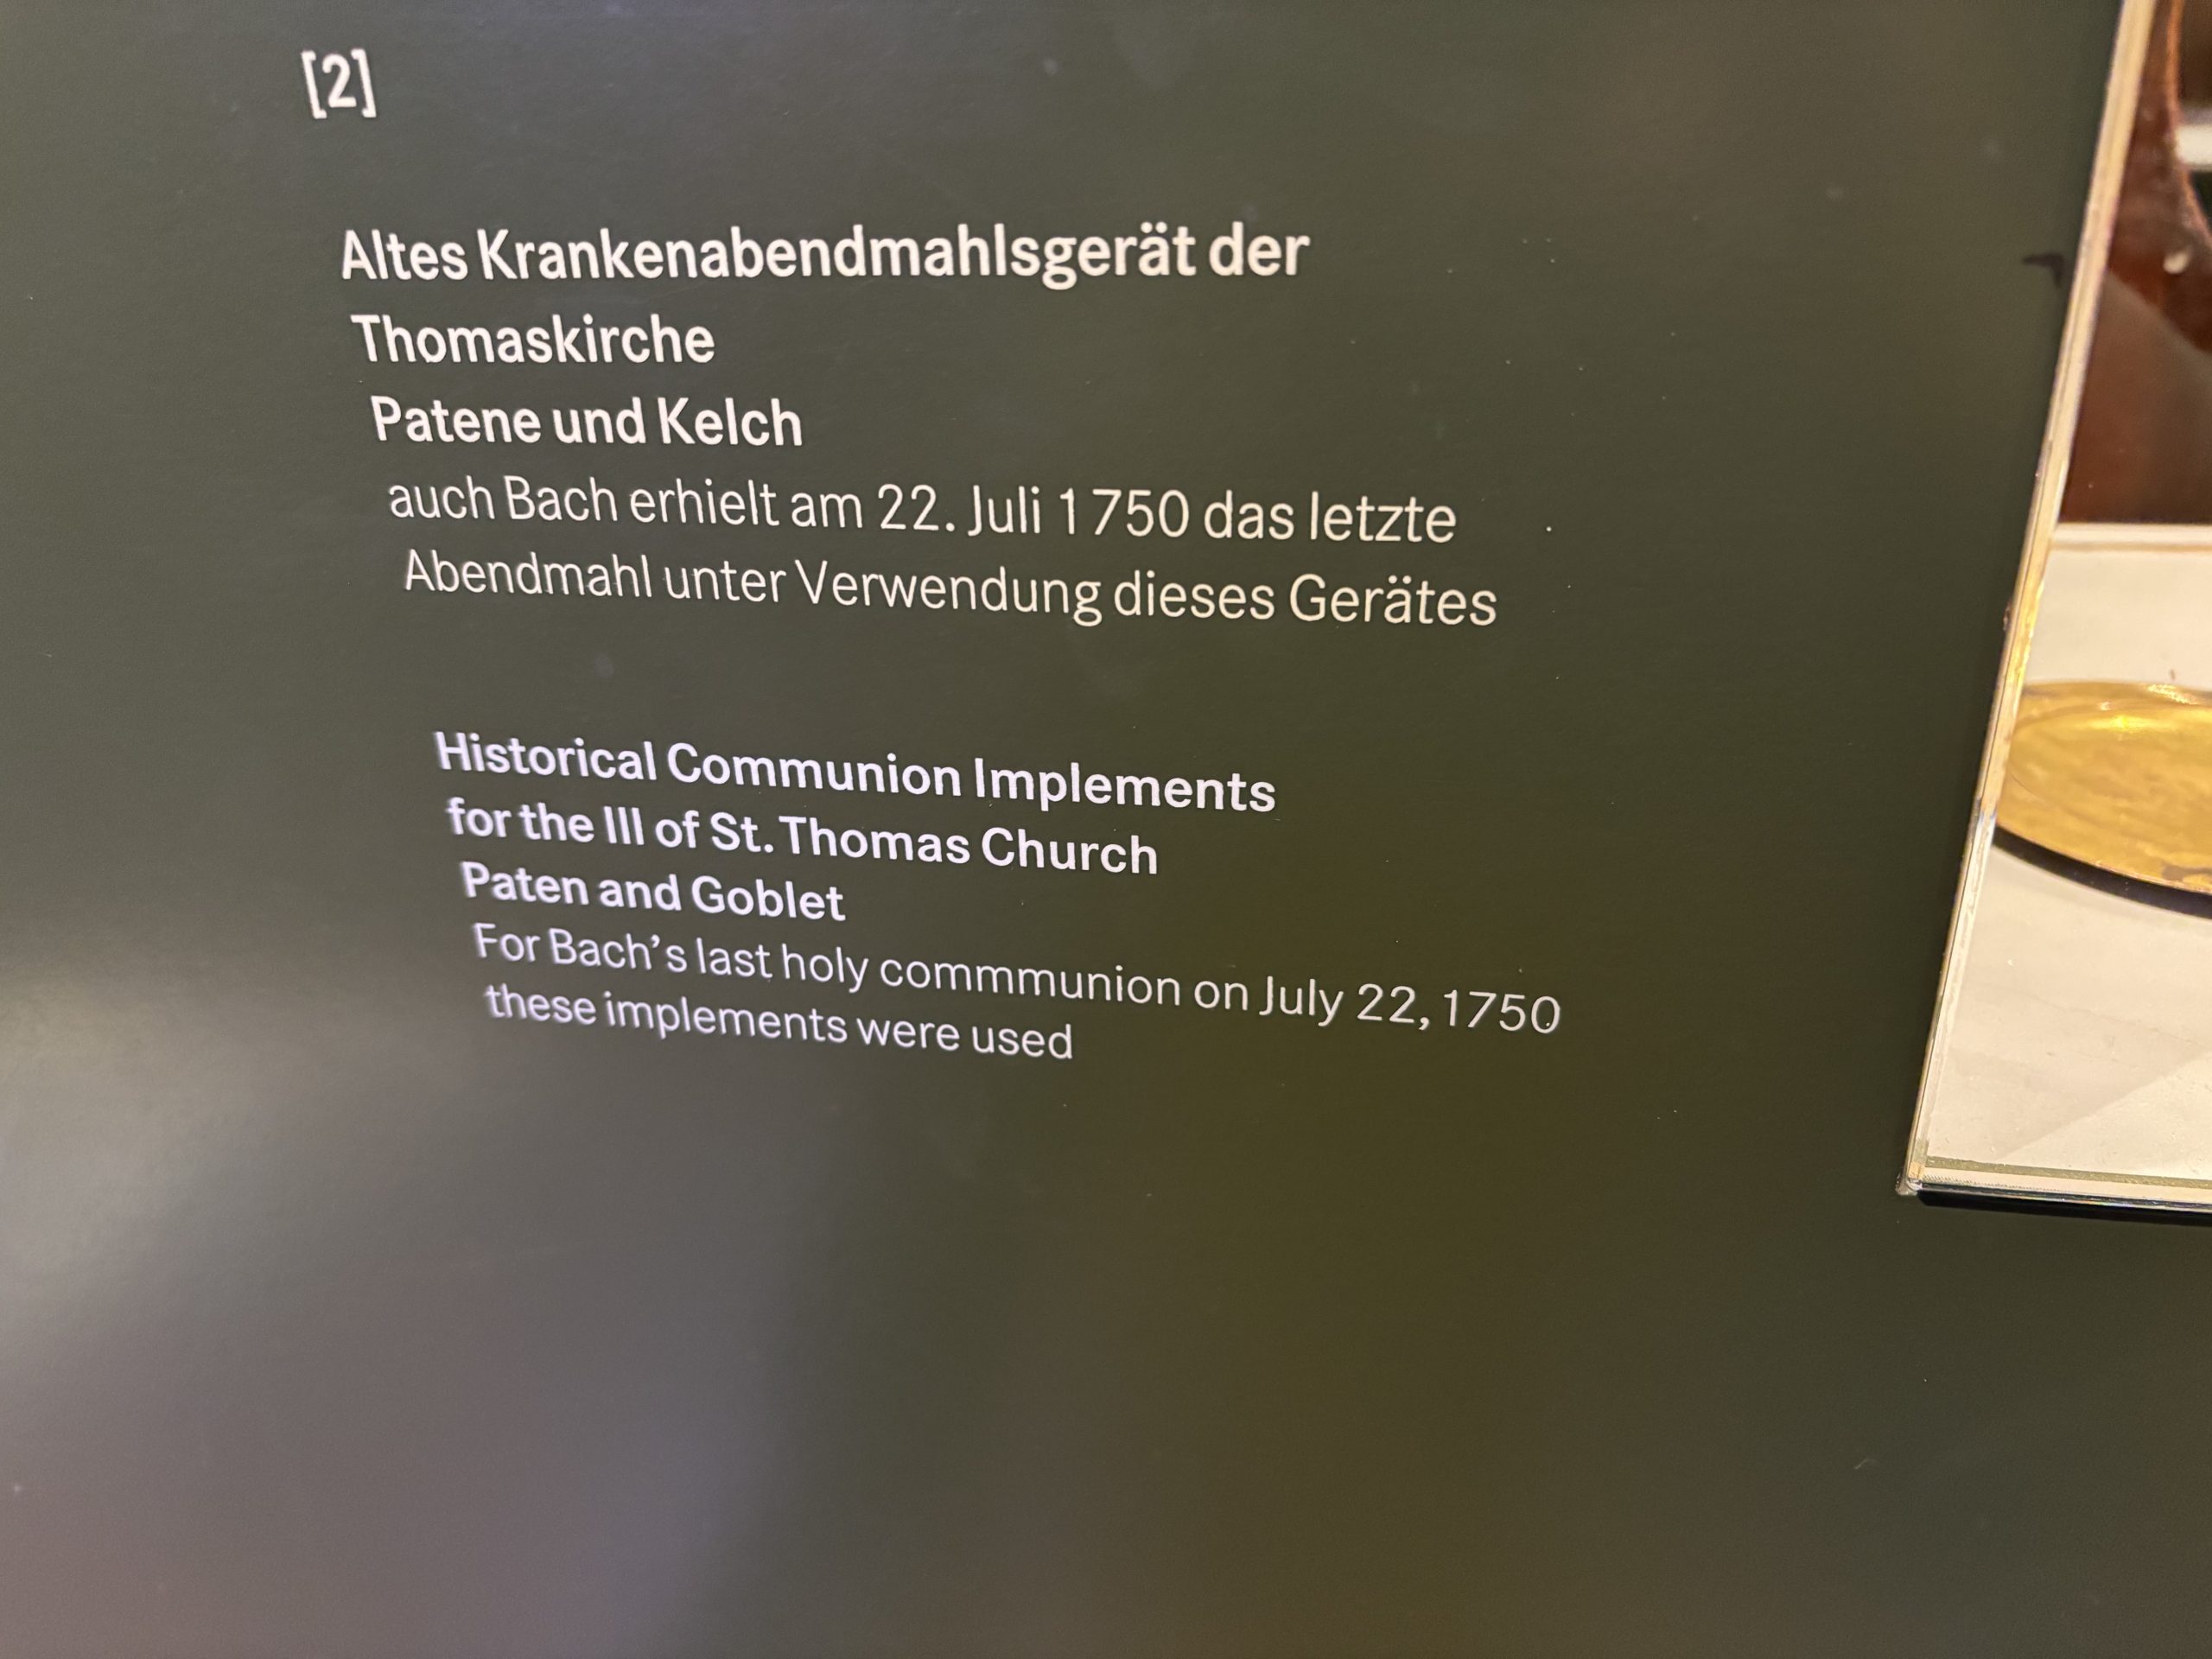 [2]
Altes Krankenabendmahlsgerät der
Thomaskirche
Patene und Kelch
auch Bach erhielt am 22. Juli 1750 das letzte
Abendmahl unter Verwendung dieses Gerätes
Historical Communion Implements
for the Ill of St. Thomas Church
Paten and Goblet
For Bach’s last holy commmunion on July 22, 1750
these implements were used